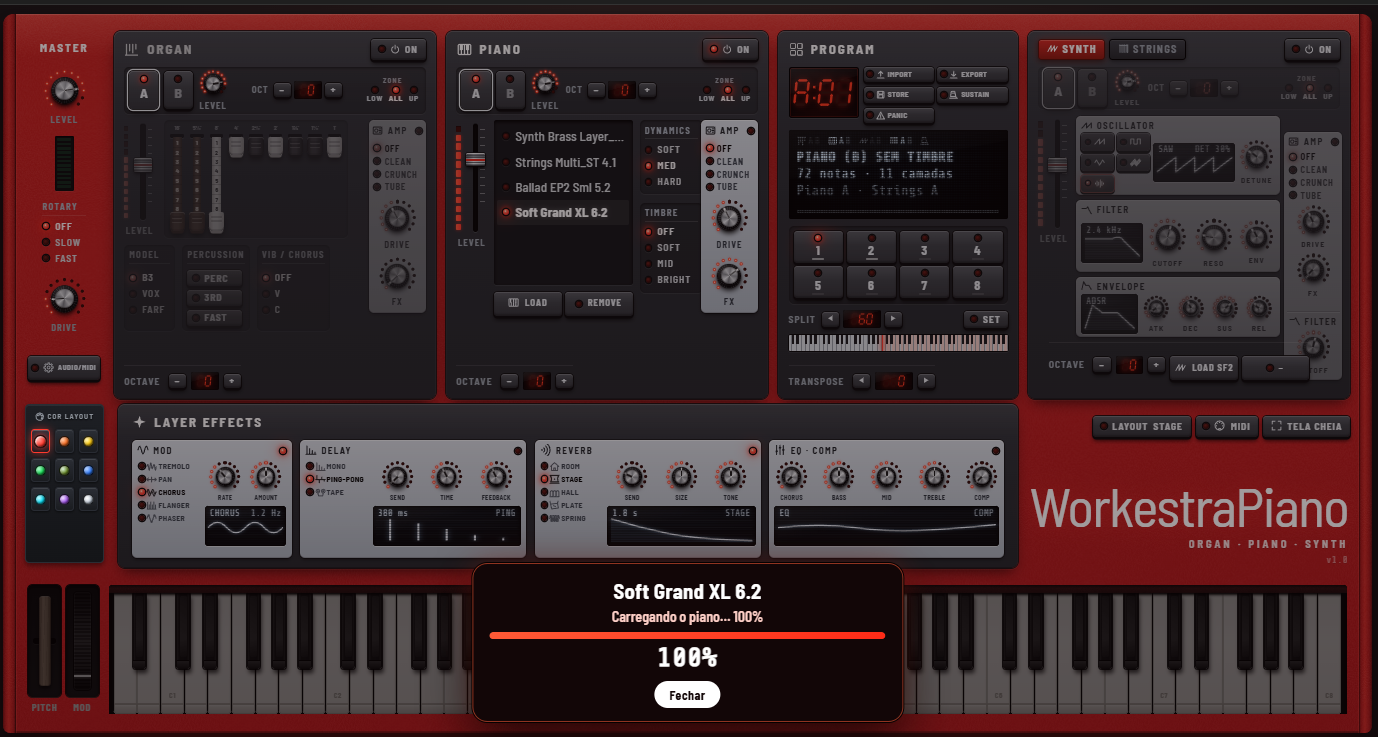 MASTER
LEVEL
ROTARY
OFF
SLOW
FAST
DRIVE
AUDIO/MIDI
COR LAYOUT
PITCH MOD
ORGAN ON
A B LEVEL OCT - 0 + ZONE
LOW ALL UP
LEVEL
AMP
OFF
CLEAN
CRUNCH
TUBE
DRIVE
FX
MODEL
B3
VOX
FARF
PERCUSSION
PERC
3RD
FAST
VIB / CHORUS
OFF
V
C
OCTAVE - 0 +
PIANO ON
A B LEVEL OCT - 0 + ZONE
LOW ALL UP
LEVEL
Synth Brass Layer_...
Strings Multi_ST 4.1
Ballad EP2 Sml 5.2
Soft Grand XL 6.2
LOAD REMOVE
DYNAMICS
SOFT
MED
HARD
TIMBRE
OFF
SOFT
MID
BRIGHT
AMP
OFF
CLEAN
CRUNCH
TUBE
DRIVE
FX
OCTAVE - 0 +
PROGRAM
A:01
IMPORT EXPORT
STORE SUSTAIN
PANIC
PIANO (B) SEM TIMBRE
72 notas · 11 camadas
Piano A · Strings A
1 2 3 4
5 6 7 8
SPLIT 60 SET
TRANSPOSE 0
SYNTH STRINGS ON
A B LEVEL OCT - 0 + ZONE
LOW ALL UP
LEVEL
OSCILLATOR
SAW DET 30%
DETUNE
FILTER
2.4 kHz
CUTOFF RESO ENV
ENVELOPE
ADSR
ATK DEC SUS REL
AMP
OFF
CLEAN
CRUNCH
TUBE
DRIVE
FX
FILTER
OCTAVE - 0 + LOAD SF2 -
LAYER EFFECTS
MOD
TREMOLO
PAN
CHORUS
FLANGER
PHASER
RATE AMOUNT
CHORUS 1.2 Hz
DELAY
MONO
PING-PONG
TAPE
SEND TIME FEEDBACK
380 ms PING
REVERB
ROOM
STAGE
HALL
PLATE
SPRING
SEND SIZE TONE
1.8 s STAGE
EQ · COMP
CHORUS BASS MID TREBLE COMP
EQ COMP
LAYOUT STAGE MIDI TELA CHEIA
WorkestraPiano
ORGAN · PIANO · SYNTH
v1.0
Soft Grand XL 6.2
Carregando o piano... 100%
100%
Fechar